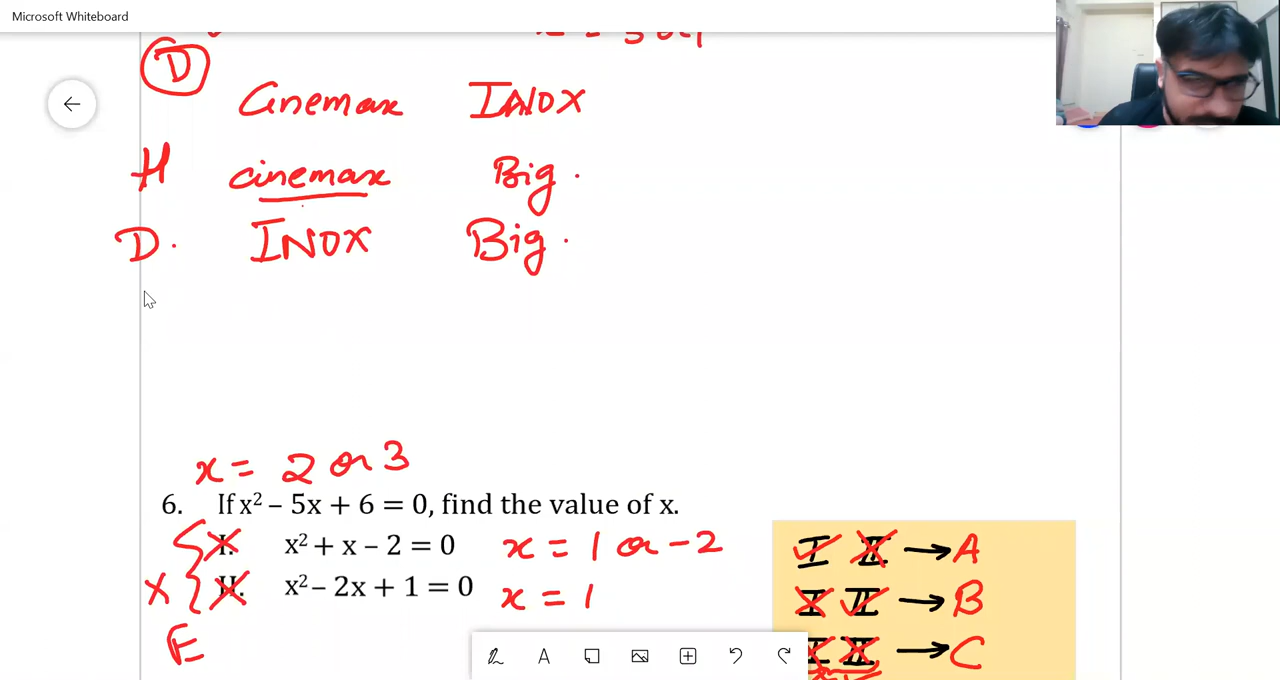 Microsoft Whiteboard
D
Cinemax INOX
H cinemax Big.
D. INOX Big.
x = 2 or 3
6. If x² – 5x + 6 = 0, find the value of x.
I. x² + x – 2 = 0 x = 1 or -2
X II. x² – 2x + 1 = 0 x = 1
E
I II → A
I II → B
I II → C